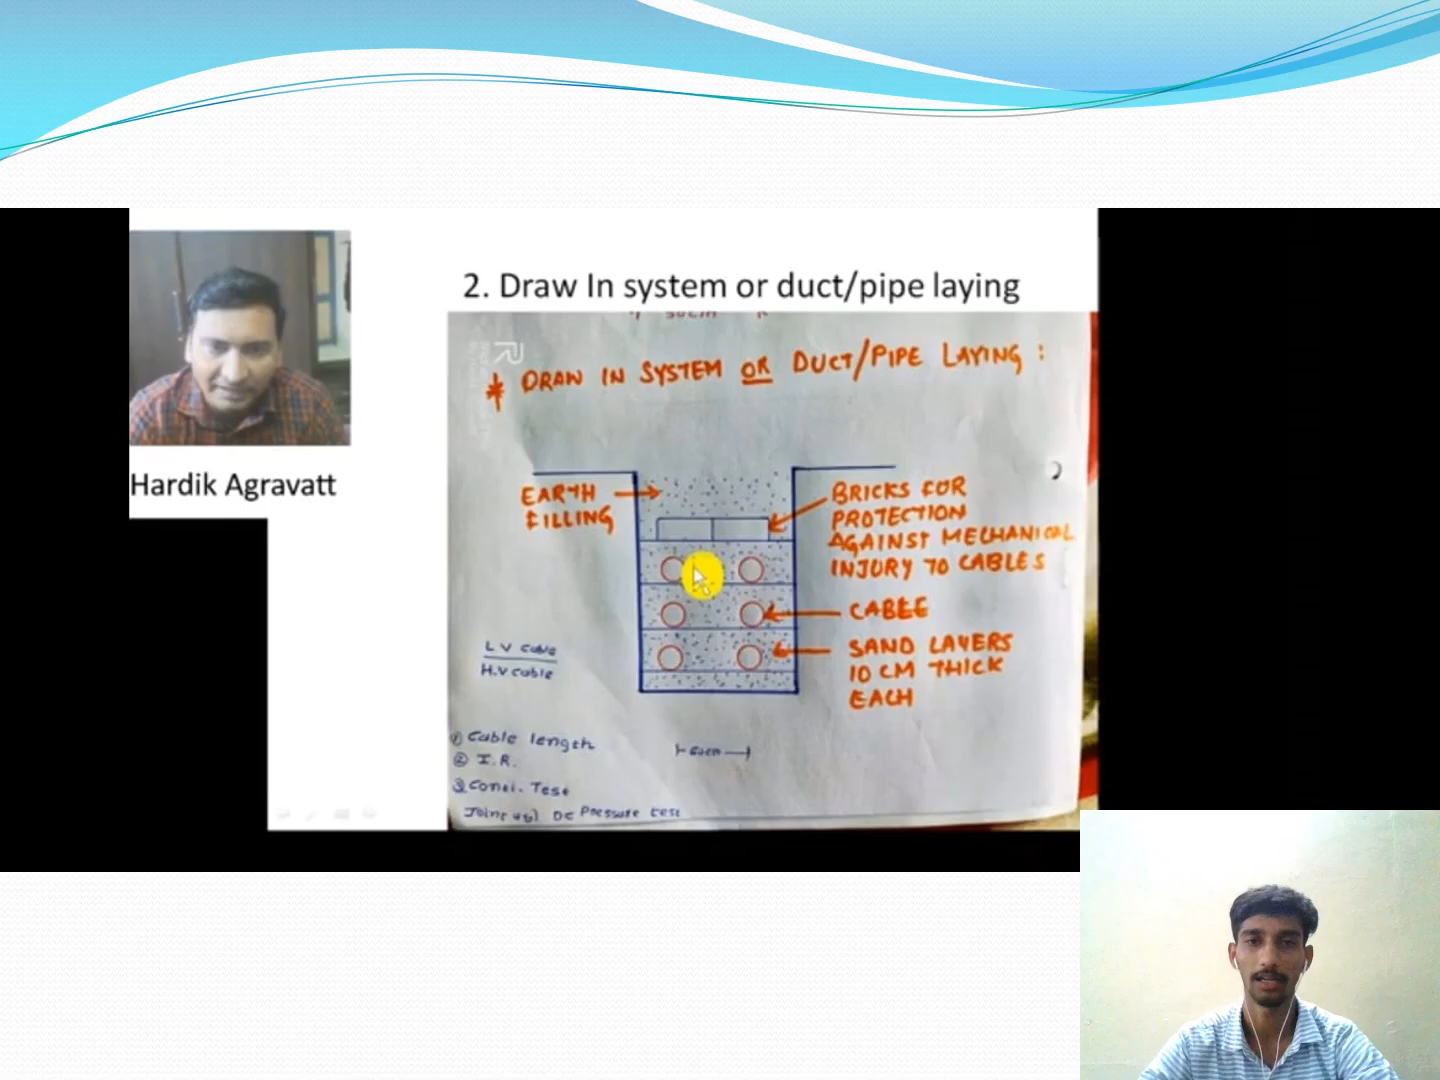 2. Draw In system or duct/pipe laying
* DRAW IN SYSTEM OR DUCT/PIPE LAYING :
Hardik Agravatt
EARTH
FILLING
BRICKS FOR
PROTECTION
AGAINST MECHANICAL
INJURY TO CABLES
CABLE
SAND LAYERS
10 CM THICK
EACH
L V cable
H.V cable
① Cable length
② I.R.
③ Conti. Test
DC Pressure test